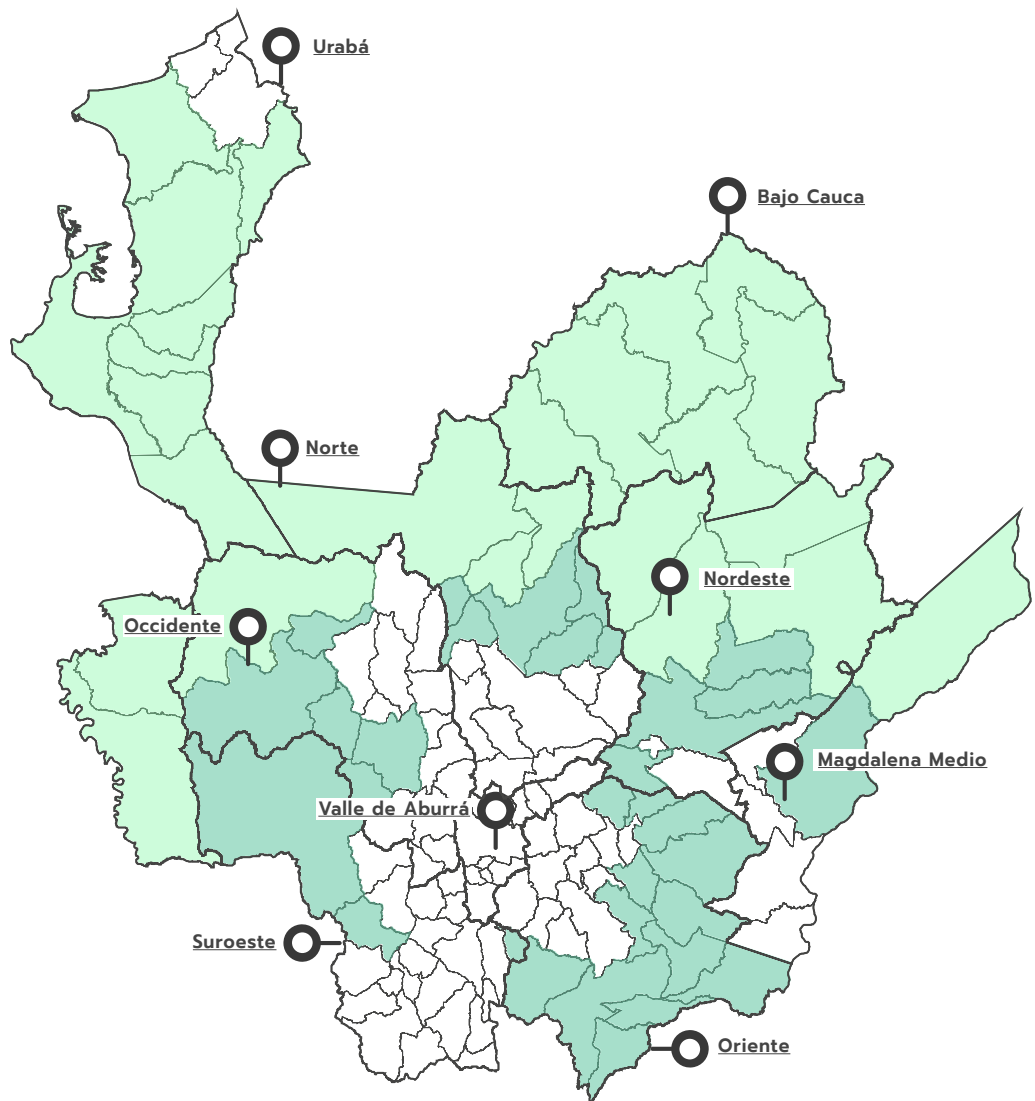 Urabá
Bajo Cauca
Norte
Nordeste
Occidente
Magdalena Medio
Valle de Aburrá
Suroeste
Oriente